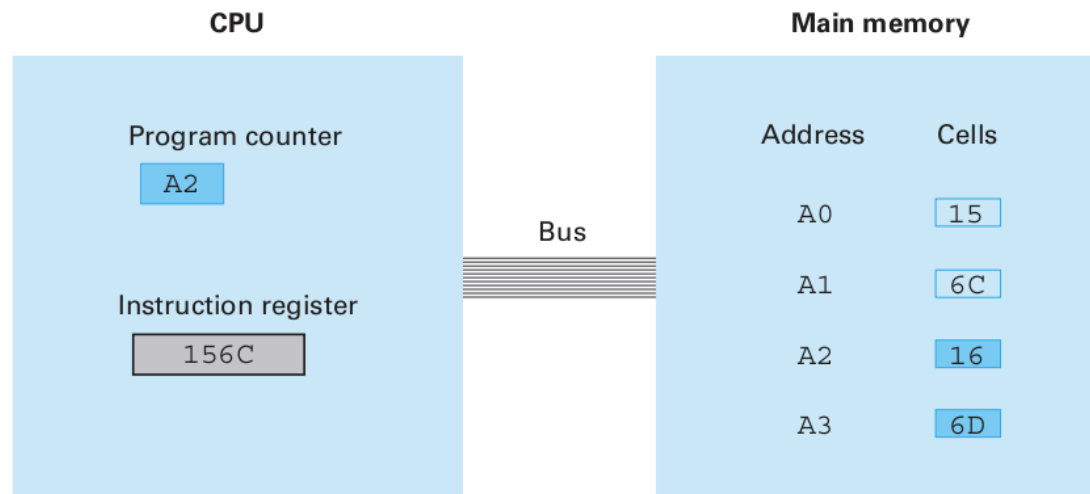 CPU
Main memory
Program counter
A2
Instruction register
156C
Bus
Address Cells
A0 15
A1 6C
A2 16
A3 6D